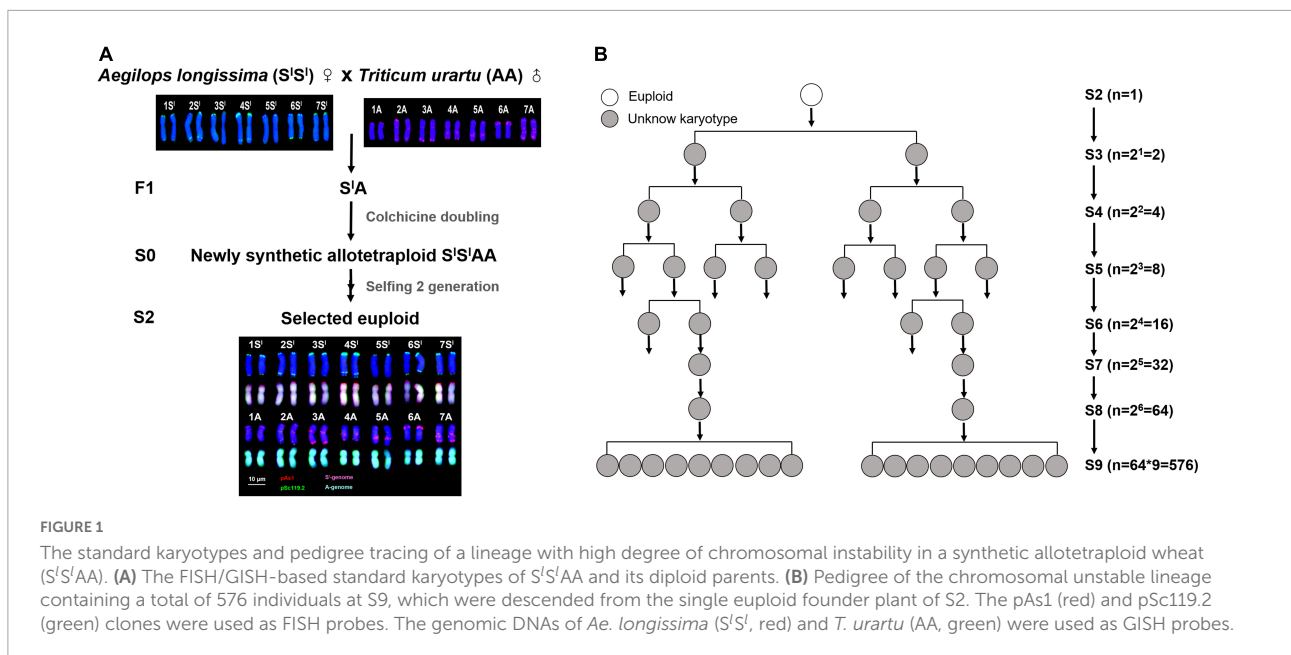 A
Aegilops longissima (SˡSˡ) ♀ x Triticum urartu (AA) ♂
1Sˡ 2Sˡ 3Sˡ 4Sˡ 5Sˡ 6Sˡ 7Sˡ
1A 2A 3A 4A 5A 6A 7A
F1 SˡA
Colchicine doubling
S0 Newly synthetic allotetraploid SˡSˡAA
Selfing 2 generation
S2 Selected euploid
1Sˡ 2Sˡ 3Sˡ 4Sˡ 5Sˡ 6Sˡ 7Sˡ
1A 2A 3A 4A 5A 6A 7A
pAs1 Sˡ-genome
pSc119.2 A-genome
10 μm
B
Euploid
Unknow karyotype
S2 (n=1)
S3 (n=2¹=2)
S4 (n=2²=4)
S5 (n=2³=8)
S6 (n=2⁴=16)
S7 (n=2⁵=32)
S8 (n=2⁶=64)
S9 (n=64*9=576)
FIGURE 1
The standard karyotypes and pedigree tracing of a lineage with high degree of chromosomal instability in a synthetic allotetraploid wheat
(SˡSˡAA). (A) The FISH/GISH-based standard karyotypes of SˡSˡAA and its diploid parents. (B) Pedigree of the chromosomal unstable lineage
containing a total of 576 individuals at S9, which were descended from the single euploid founder plant of S2. The pAs1 (red) and pSc119.2
(green) clones were used as FISH probes. The genomic DNAs of Ae. longissima (SˡSˡ, red) and T. urartu (AA, green) were used as GISH probes.